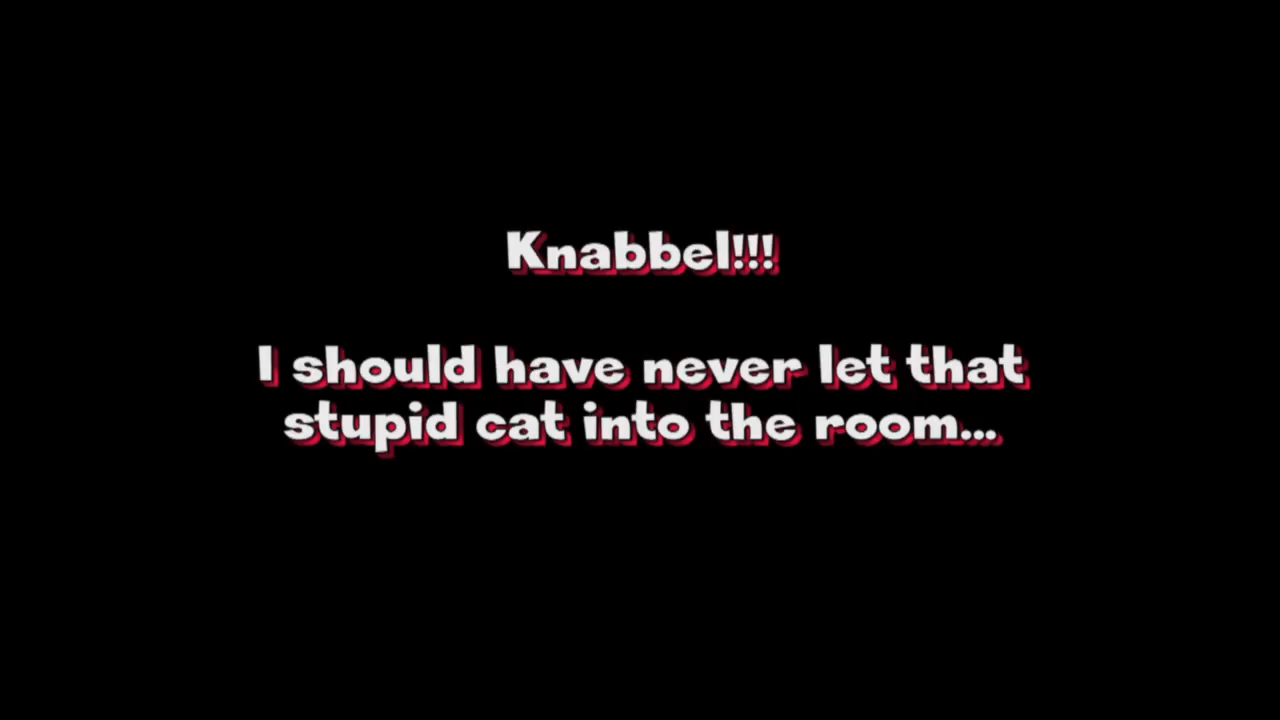 Knabbel!!!
I should have never let that
stupid cat into the room...